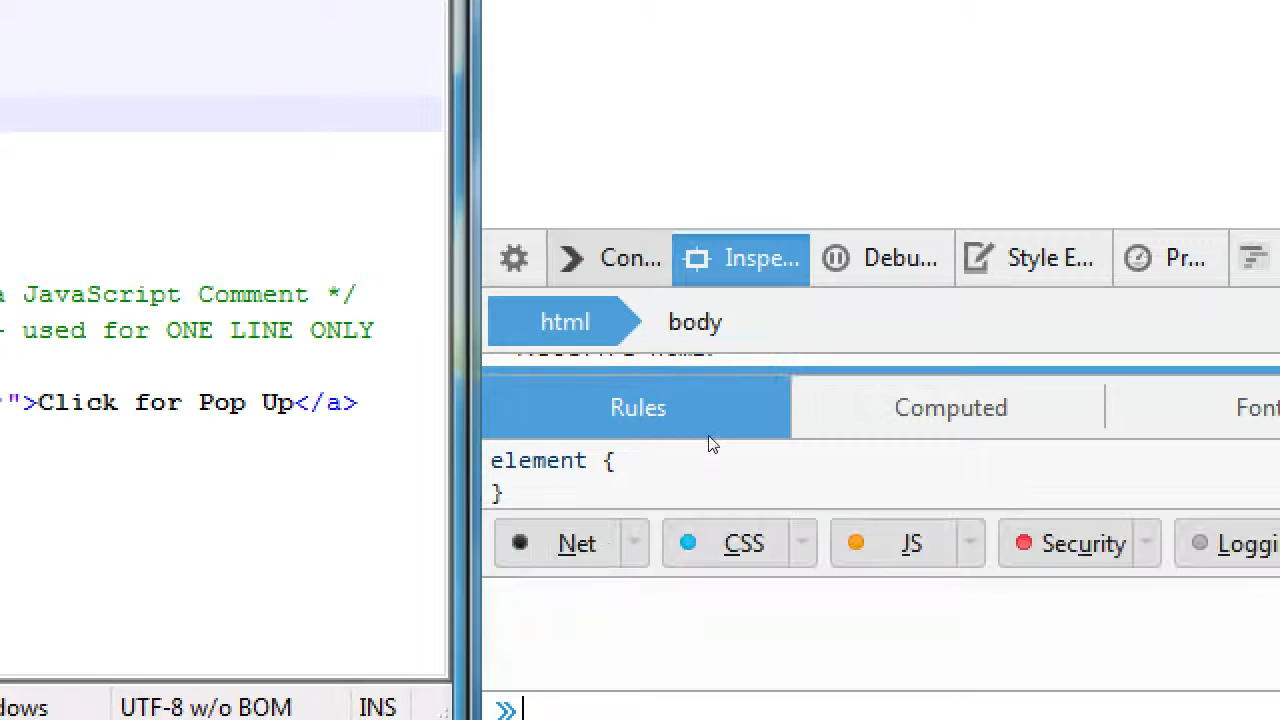 a JavaScript Comment */
- used for ONE LINE ONLY
">Click for Pop Up</a>
UTF-8 w/o BOM
INS
Con...
Inspe...
Debu...
Style E...
Pr...
html
body
Rules
Computed
Font
element {
}
Net
CSS
JS
Security
Loggi
»